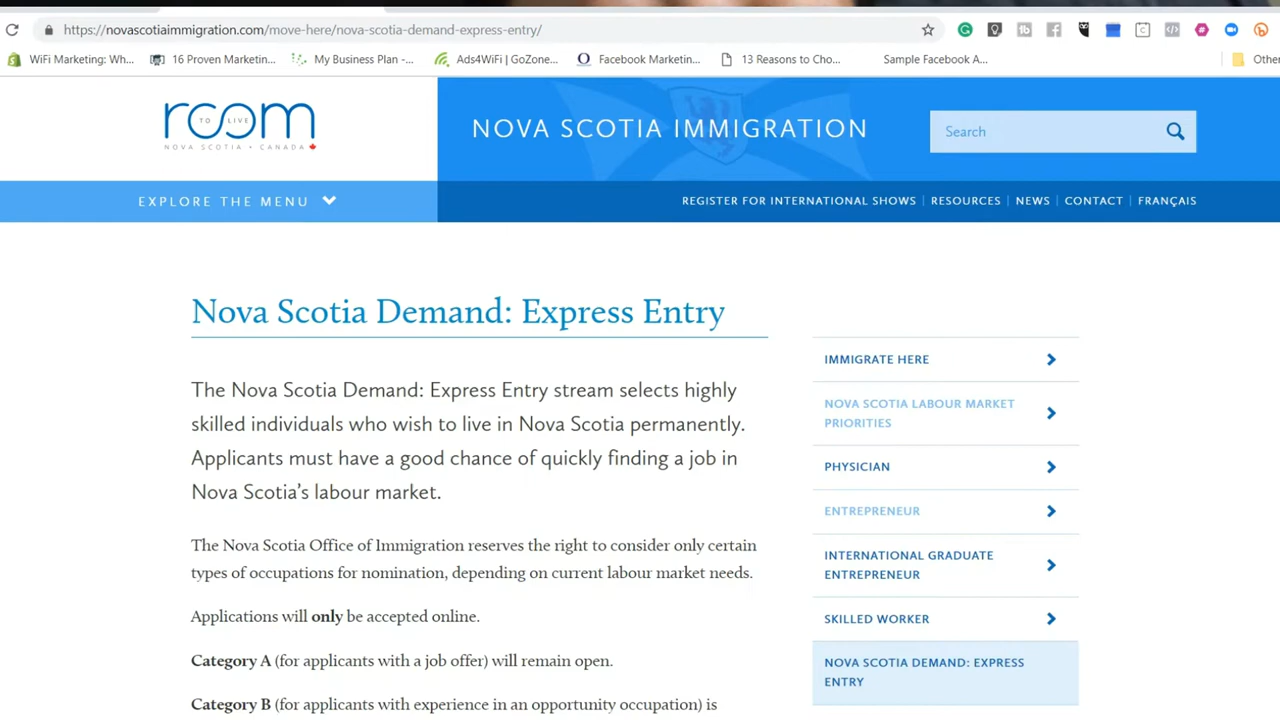 https://novascotiaimmigration.com/move-here/nova-scotia-demand-express-entry/
WiFi Marketing: Wh...
16 Proven Marketin...
My Business Plan -...
Ads4WiFi | GoZone...
Facebook Marketin...
13 Reasons to Cho...
Sample Facebook A...
Other
room
TO LIVE
NOVA SCOTIA • CANADA
NOVA SCOTIA IMMIGRATION
Search
EXPLORE THE MENU
REGISTER FOR INTERNATIONAL SHOWS | RESOURCES | NEWS | CONTACT | FRANÇAIS
Nova Scotia Demand: Express Entry
The Nova Scotia Demand: Express Entry stream selects highly
skilled individuals who wish to live in Nova Scotia permanently.
Applicants must have a good chance of quickly finding a job in
Nova Scotia's labour market.
The Nova Scotia Office of Immigration reserves the right to consider only certain
types of occupations for nomination, depending on current labour market needs.
Applications will only be accepted online.
Category A (for applicants with a job offer) will remain open.
Category B (for applicants with experience in an opportunity occupation) is
IMMIGRATE HERE
NOVA SCOTIA LABOUR MARKET
PRIORITIES
PHYSICIAN
ENTREPRENEUR
INTERNATIONAL GRADUATE
ENTREPRENEUR
SKILLED WORKER
NOVA SCOTIA DEMAND: EXPRESS
ENTRY